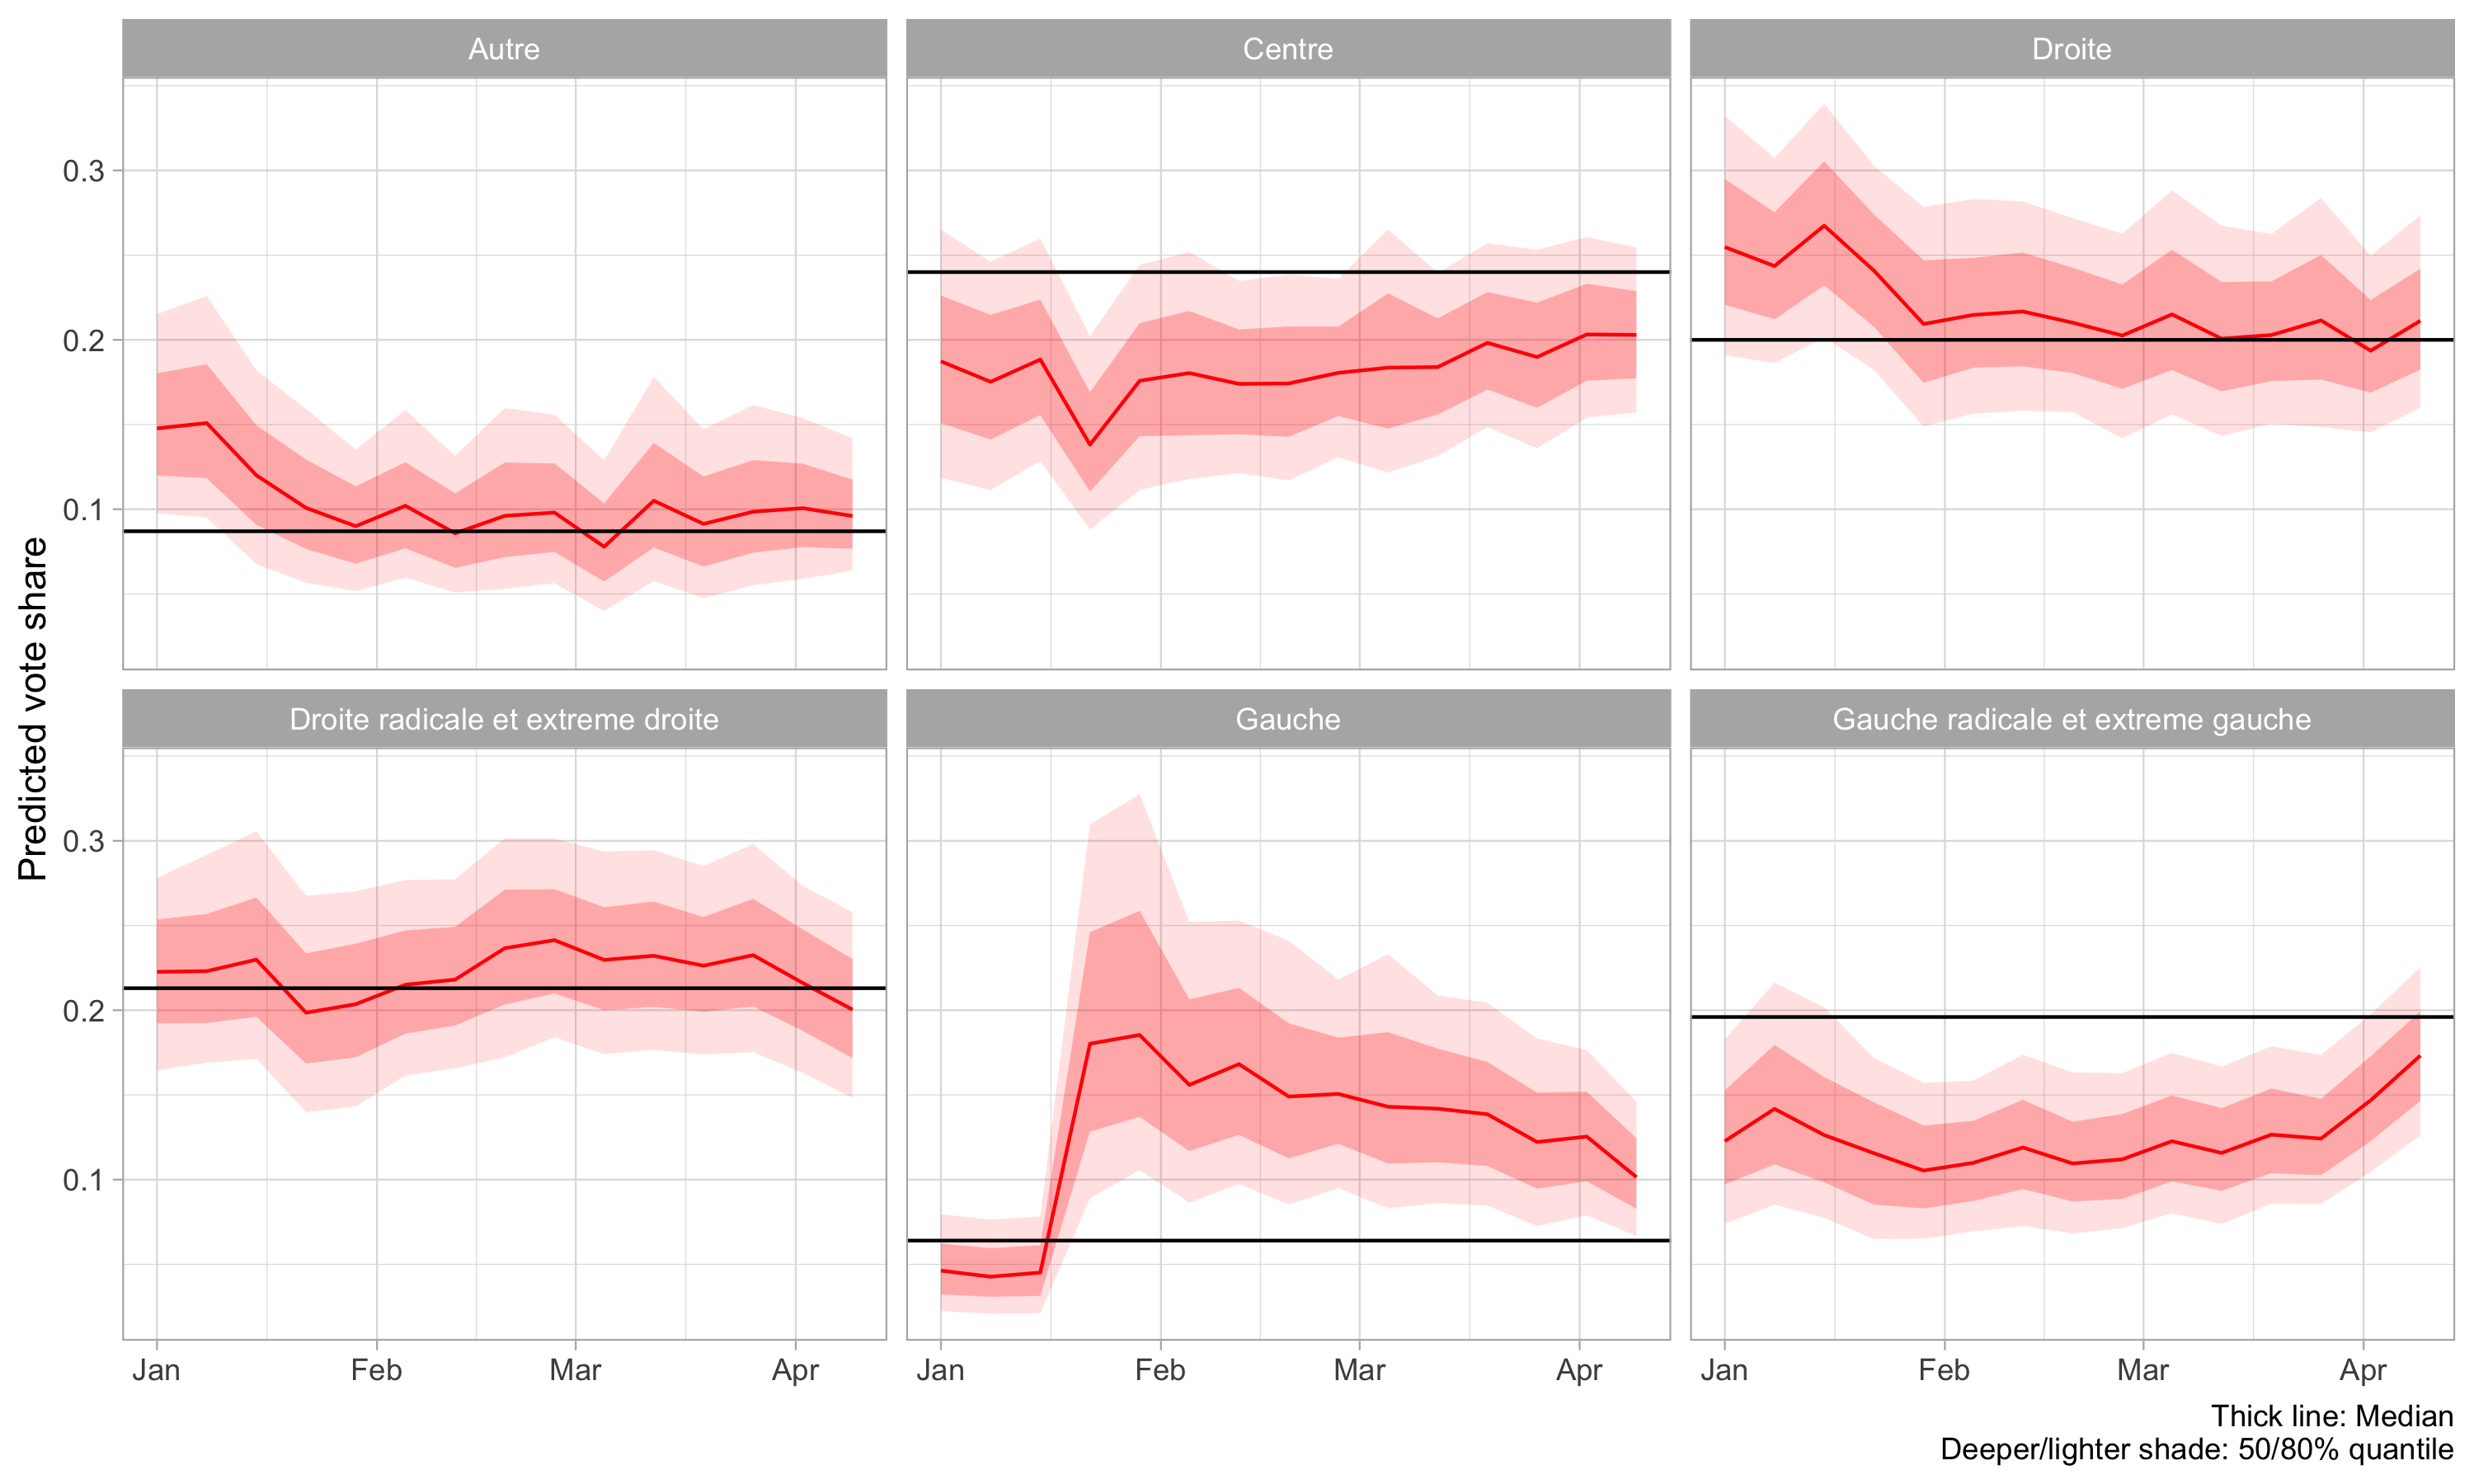 Autre
Centre
Droite
0.3
0.2
0.1
Predicted vote share
Droite radicale et extreme droite
Gauche
Gauche radicale et extreme gauche
0.3
0.2
0.1
Jan Feb Mar Apr
Jan Feb Mar Apr
Jan Feb Mar Apr
Thick line: Median
Deeper/lighter shade: 50/80% quantile